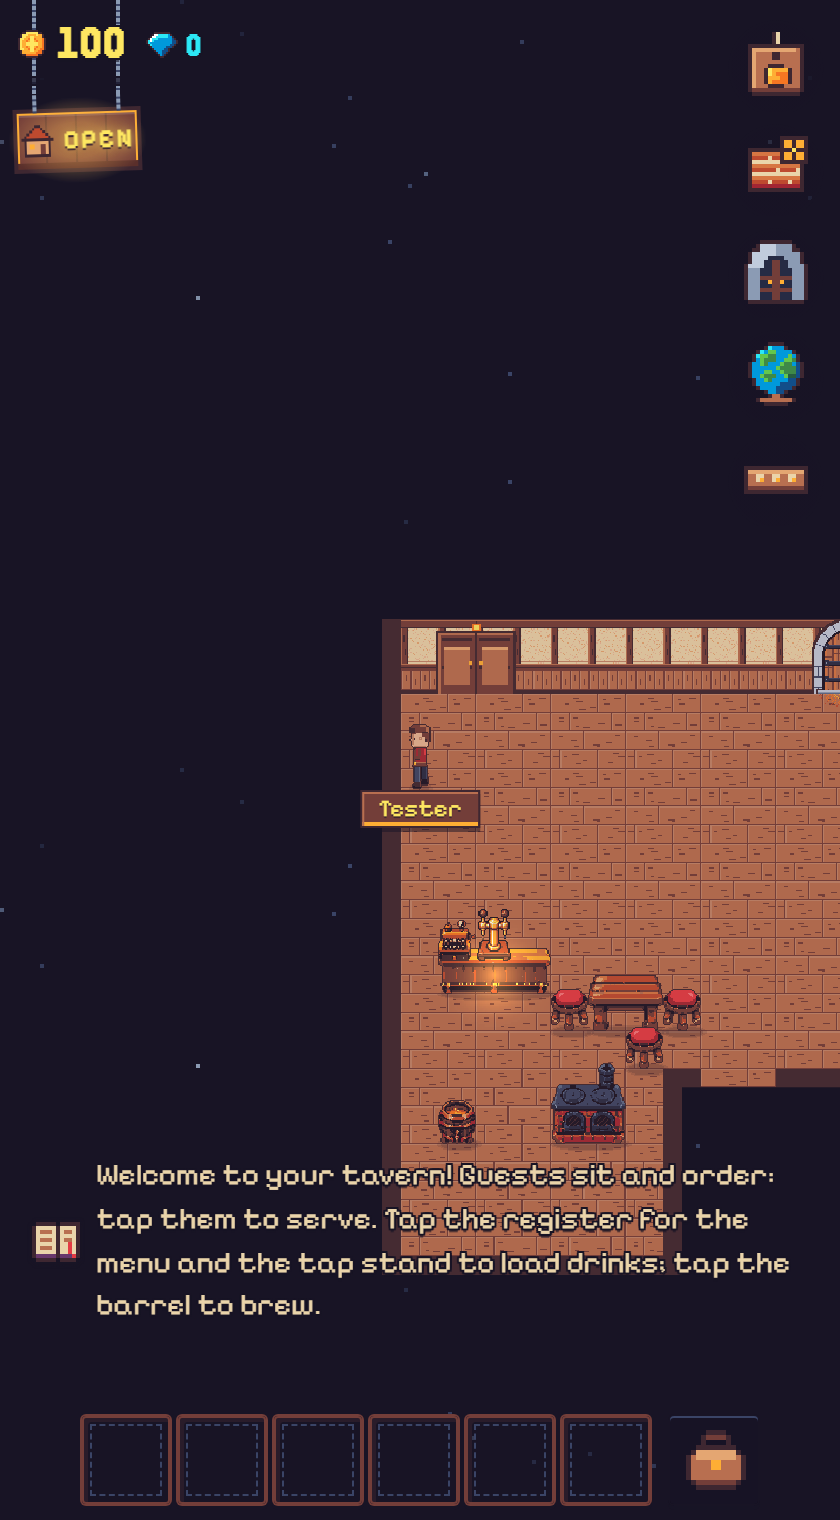 100 0
OPEN
Tester
Welcome to your tavern! Guests sit and order:
tap them to serve. Tap the register for the
menu and the tap stand to load drinks; tap the
barrel to brew.